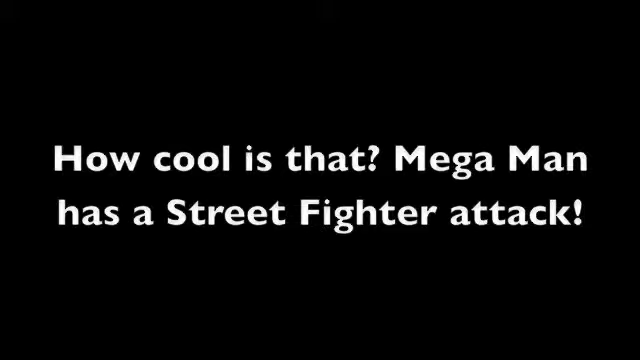 How cool is that? Mega Man
has a Street Fighter attack!